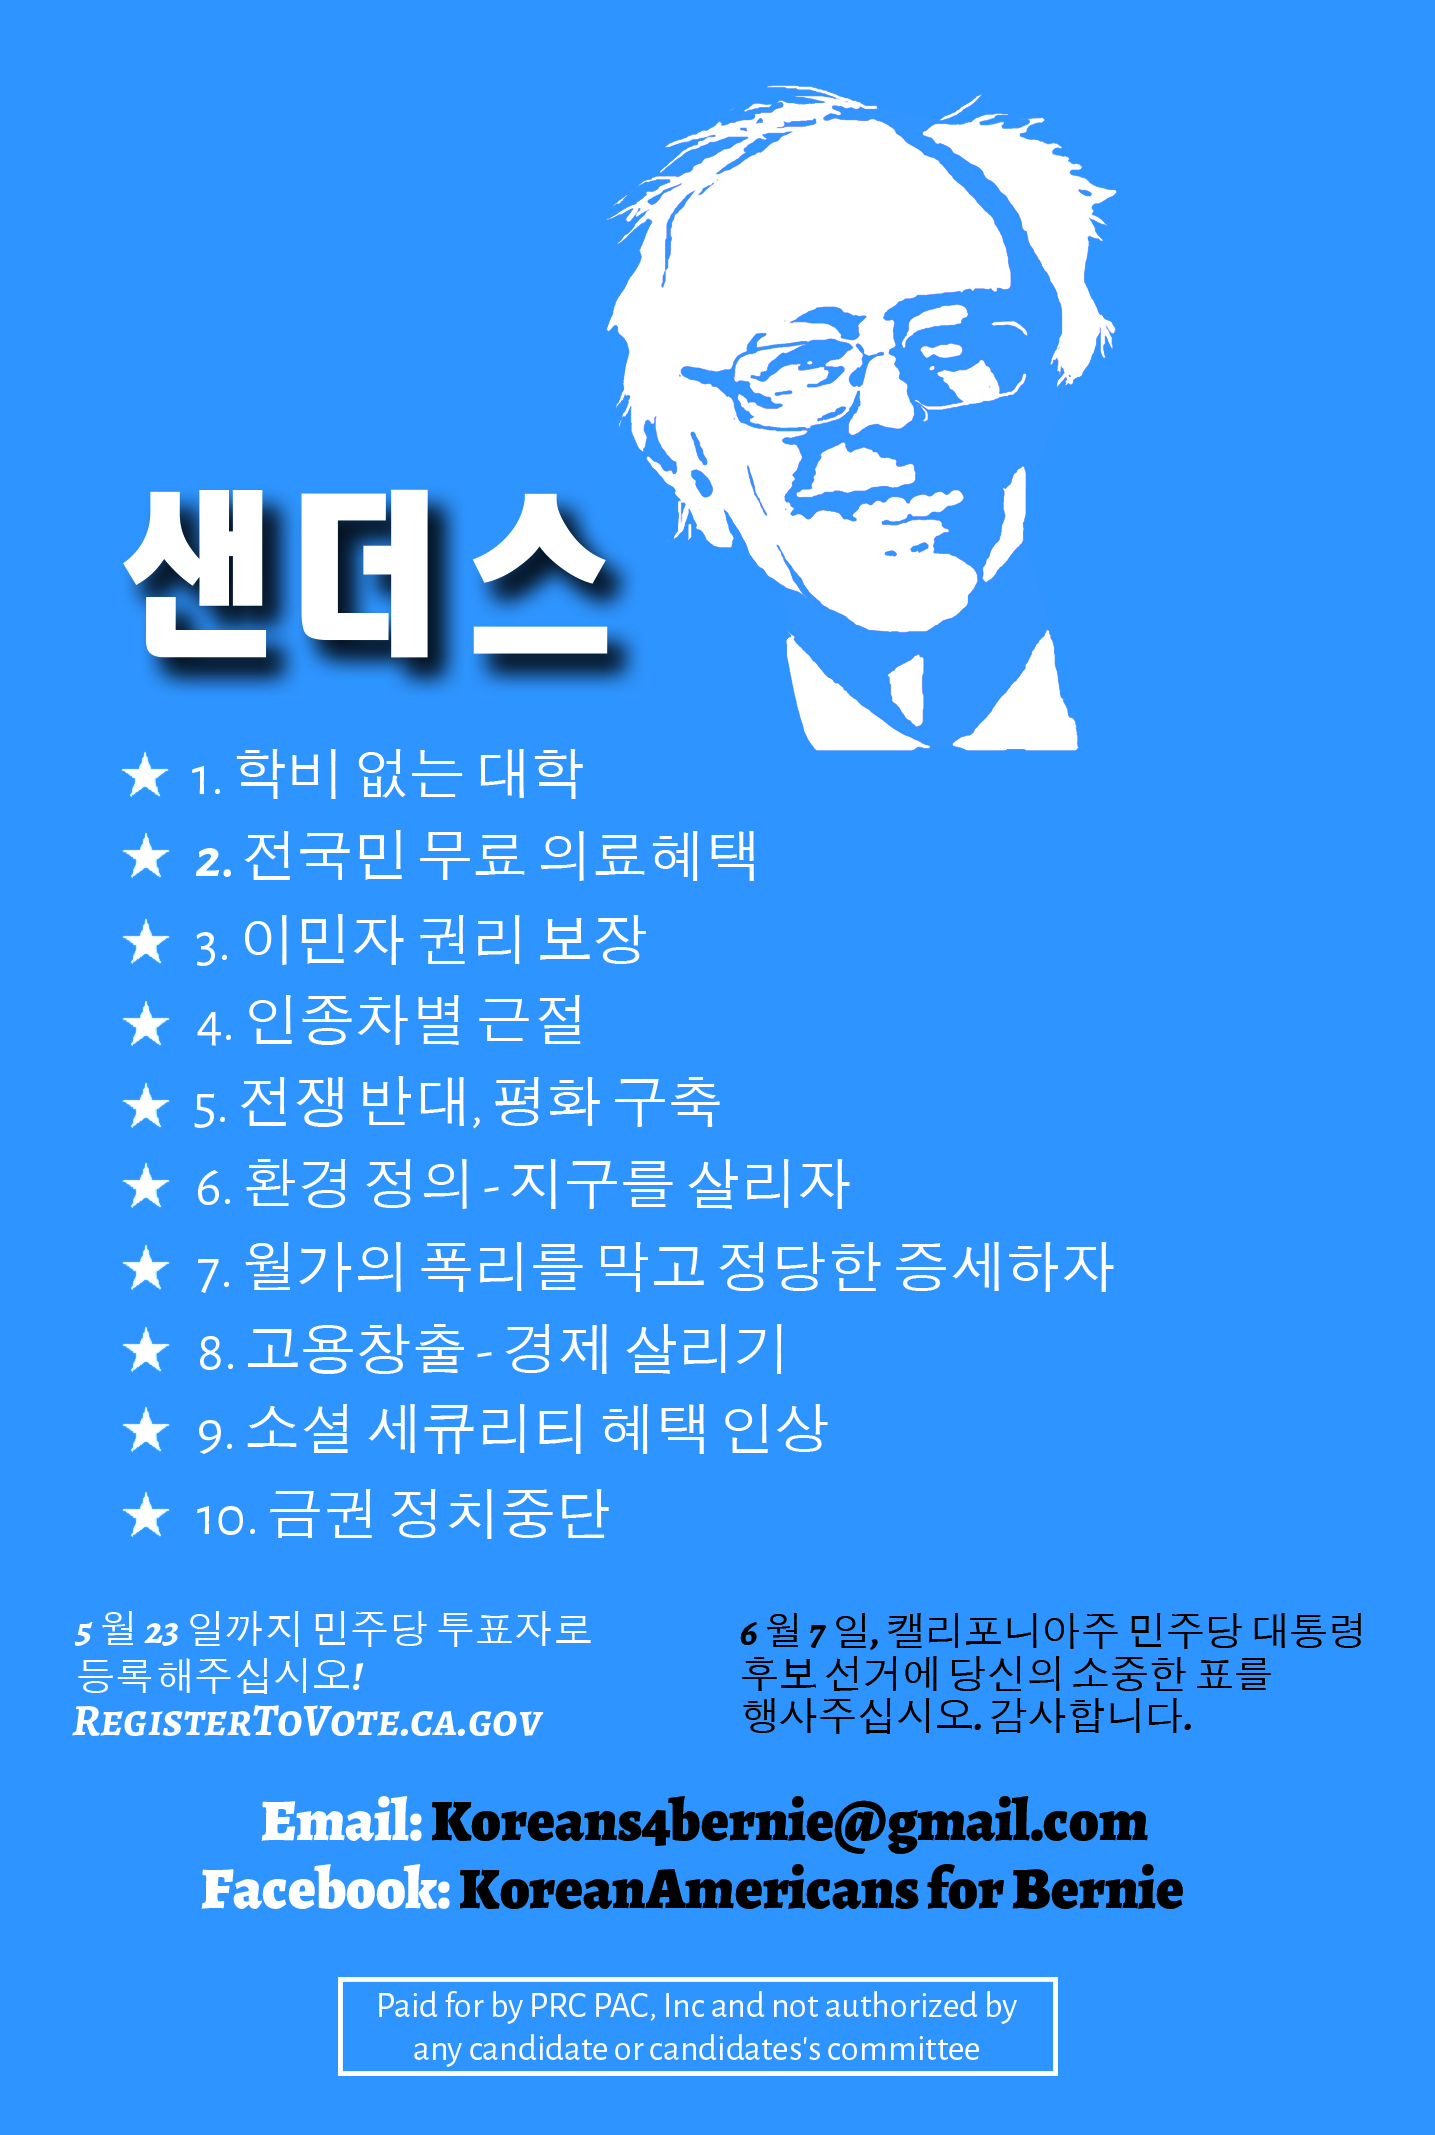 샌더스
★ 1. 학비 없는 대학
★ 2. 전국민 무료 의료혜택
★ 3. 이민자 권리 보장
★ 4. 인종차별 근절
★ 5. 전쟁 반대, 평화 구축
★ 6. 환경 정의 - 지구를 살리자
★ 7. 월가의 폭리를 막고 정당한 증세하자
★ 8. 고용창출 - 경제 살리기
★ 9. 소셜 세큐리티 혜택 인상
★ 10. 금권 정치중단
5 월 23 일까지 민주당 투표자로
등록해주십시오!
RegisterToVote.ca.gov
6 월 7 일, 캘리포니아주 민주당 대통령
후보 선거에 당신의 소중한 표를
행사주십시오. 감사합니다.
Email: Koreans4bernie@gmail.com
Facebook: KoreanAmericans for Bernie
Paid for by PRC PAC, Inc and not authorized by
any candidate or candidates's committee